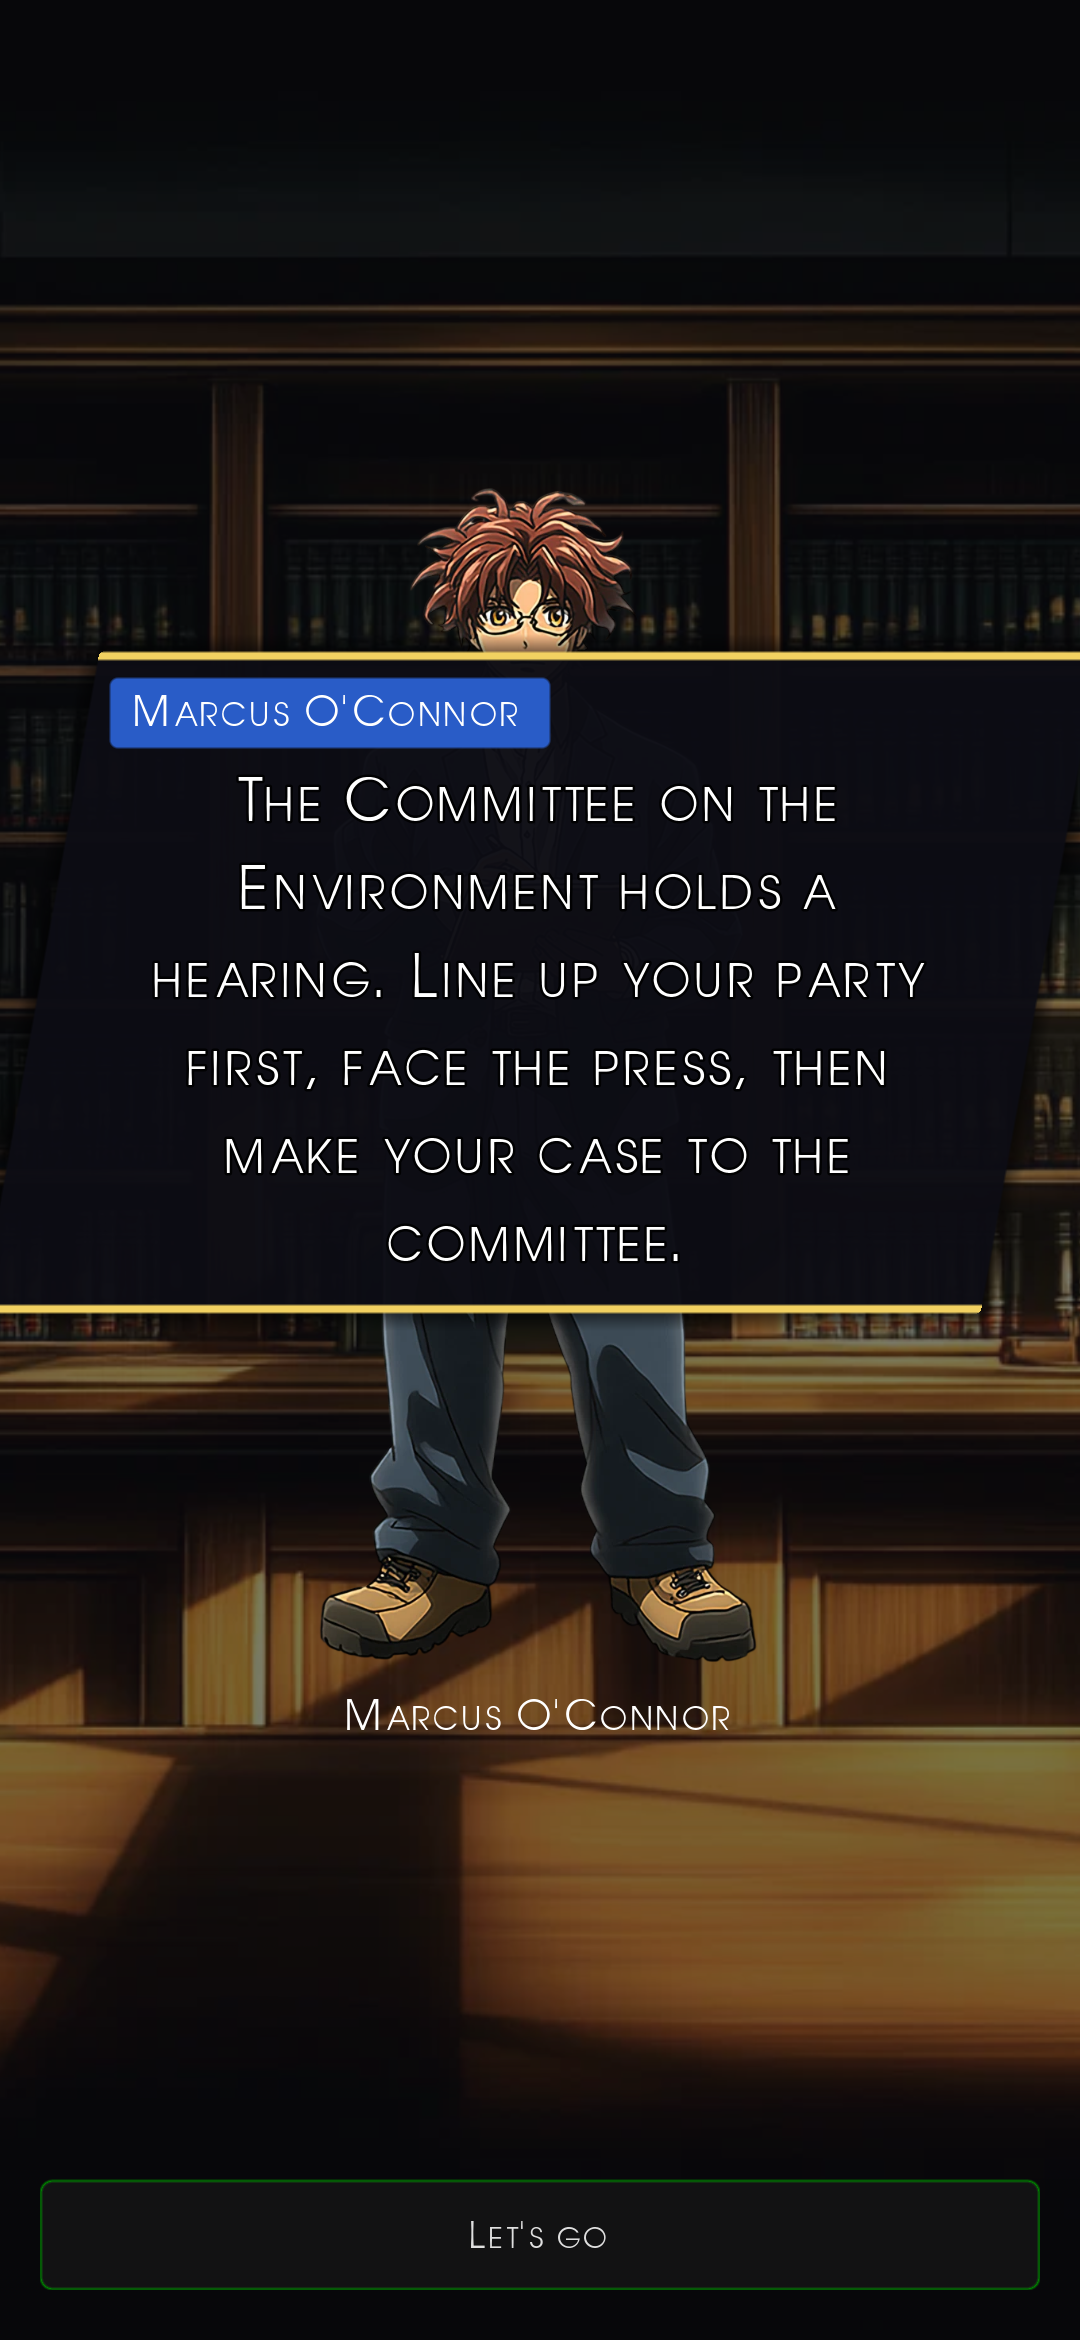 Marcus O'Connor
The Committee on the
Environment holds a
hearing. Line up your party
first, face the press, then
make your case to the
committee.
Marcus O'Connor
Let's go